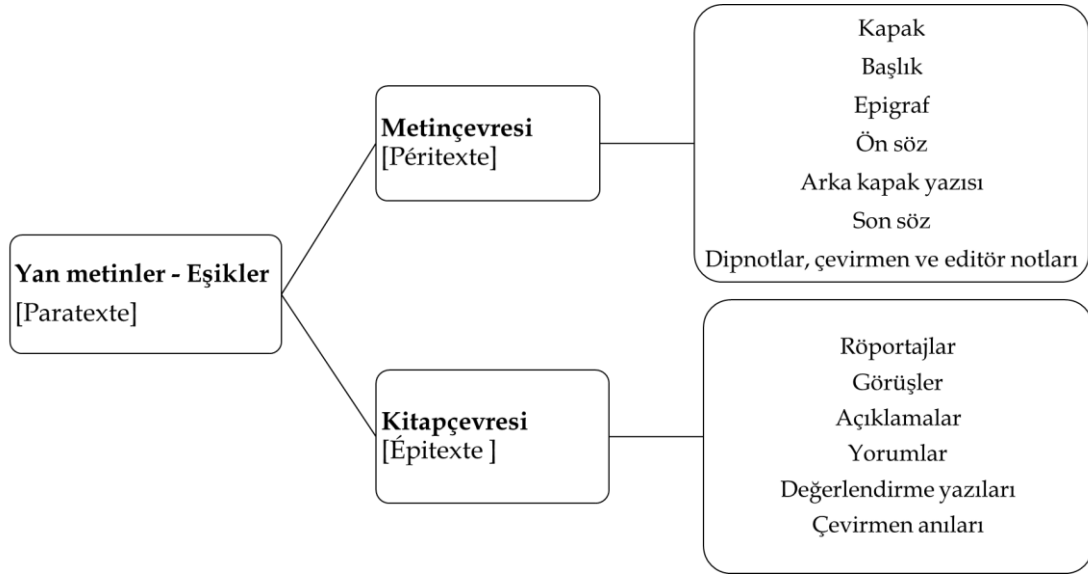 Yan metinler - Eşikler
[Paratexte]
Metinçevresi
[Péritexte]
Kapak
Başlık
Epigraf
Ön söz
Arka kapak yazısı
Son söz
Dipnotlar, çevirmen ve editör notları
Kitapçevresi
[Épitexte ]
Röportajlar
Görüşler
Açıklamalar
Yorumlar
Değerlendirme yazıları
Çevirmen anıları